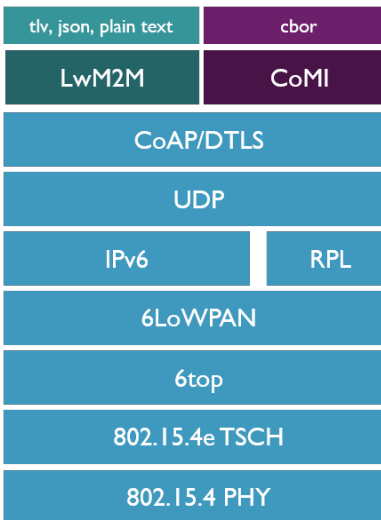 tlv, json, plain text
cbor
LwM2M
CoMI
CoAP/DTLS
UDP
IPv6
RPL
6LoWPAN
6top
802.15.4e TSCH
802.15.4 PHY